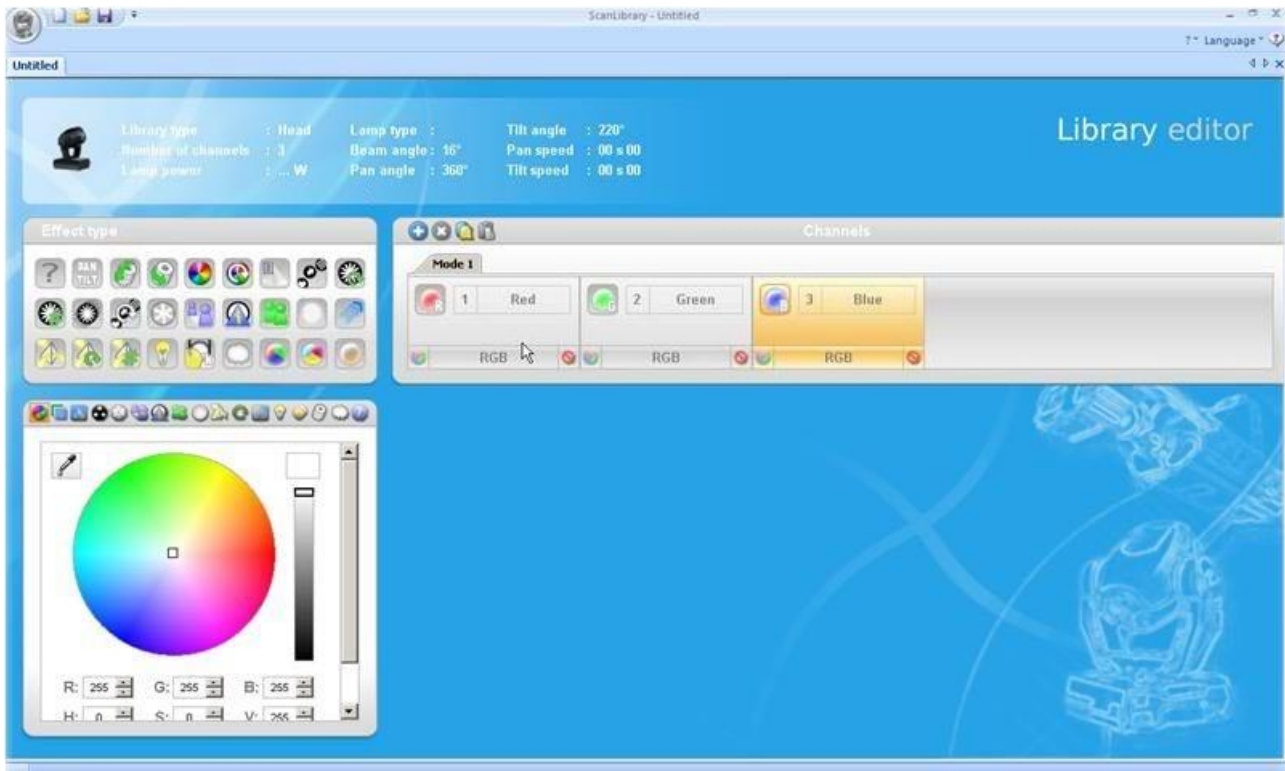 ScanLibrary - Untitled
? Language
Untitled
Library type : Head Lamp type : Tilt angle : 220°
Number of channels : 3 Beam angle : 16° Pan speed : 00 s 00
Lamp power : ... W Pan angle : 360° Tilt speed : 00 s 00
Library editor
Effect type
PAN
TILT
Channels
Mode 1
1 Red 2 Green 3 Blue
RGB RGB RGB
R: 255 G: 255 B: 255
H: 0 S: 0 V: 255